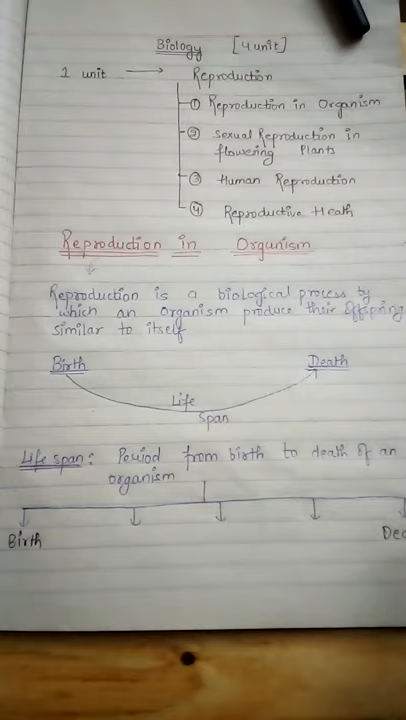 Biology [4 unit]
1 unit → Reproduction
① Reproduction in Organism
② Sexual Reproduction in
flowering Plants
③ Human Reproduction
④ Reproductive Heath
Reproduction in Organism
Reproduction is a biological process by
which an organism produce their offspring
similar to itself
Birth Death
Life
Span
Life span: Period from birth to death of an
organism
Birth Dea